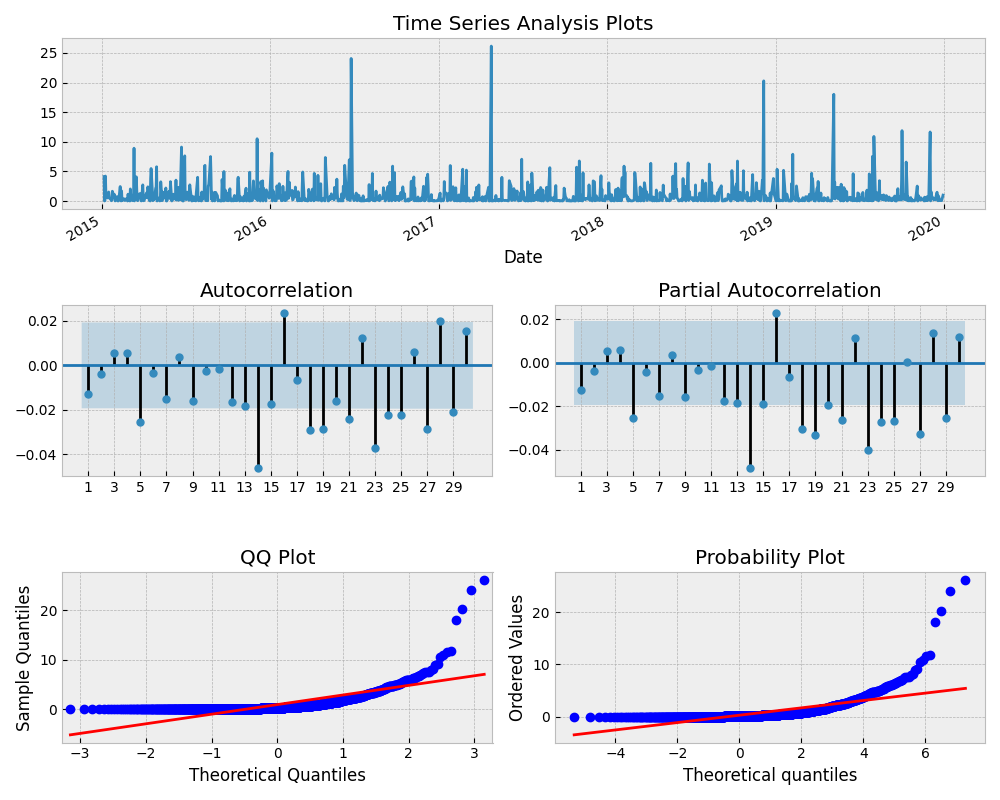 Time Series Analysis Plots
25
20
15
10
5
0
2015 2016 2017 2018 2019 2020
Date
Autocorrelation
0.02
0.00
−0.02
−0.04
1 3 5 7 9 11 13 15 17 19 21 23 25 27 29
Partial Autocorrelation
0.02
0.00
−0.02
−0.04
1 3 5 7 9 11 13 15 17 19 21 23 25 27 29
QQ Plot
Sample Quantiles
20
10
0
−3 −2 −1 0 1 2 3
Theoretical Quantiles
Probability Plot
Ordered Values
20
10
0
−4 −2 0 2 4 6
Theoretical quantiles